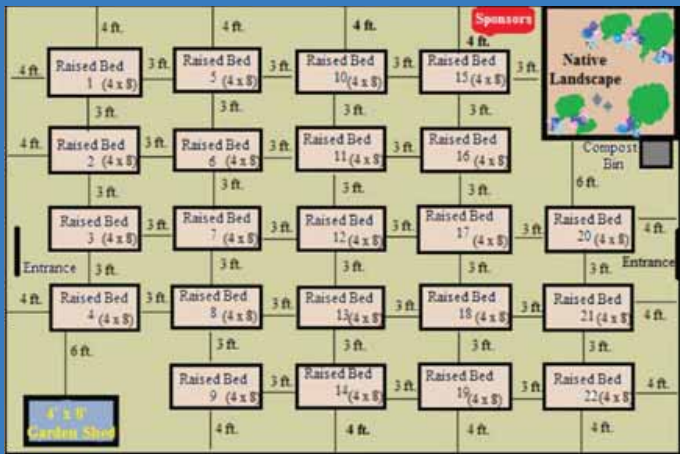 4 ft.
4 ft.
4 ft.
4 ft.
Sponsors
4 ft.
Raised Bed
1 (4 x 8')
3 ft.
Raised Bed
5 (4 x 8')
3 ft.
Raised Bed
10 (4 x 8')
3 ft.
Raised Bed
15 (4 x 8')
3 ft.
Native
Landscape
3 ft.
3 ft.
3 ft.
3 ft.
4 ft.
Raised Bed
2 (4 x 8')
3 ft.
Raised Bed
6 (4 x 8')
3 ft.
Raised Bed
11 (4 x 8')
3 ft.
Raised Bed
16 (4 x 8')
Compost
Bin
3 ft.
3 ft.
3 ft.
3 ft.
6 ft.
Raised Bed
3 (4 x 8')
3 ft.
Raised Bed
7 (4 x 8')
3 ft.
Raised Bed
12 (4 x 8')
3 ft.
Raised Bed
17 (4 x 8')
3 ft.
Raised Bed
20 (4 x 8')
4 ft.
Entrance
3 ft.
3 ft.
3 ft.
3 ft.
3 ft.
Entrance
4 ft.
Raised Bed
4 (4 x 8')
3 ft.
Raised Bed
8 (4 x 8')
3 ft.
Raised Bed
13 (4 x 8')
3 ft.
Raised Bed
18 (4 x 8')
3 ft.
Raised Bed
21 (4 x 8')
4 ft.
6 ft.
3 ft.
3 ft.
3 ft.
3 ft.
4' x 8'
Garden Shed
Raised Bed
9 (4 x 8')
3 ft.
Raised Bed
14 (4 x 8')
3 ft.
Raised Bed
19 (4 x 8')
3 ft.
Raised Bed
22 (4 x 8')
4 ft.
4 ft.
4 ft.
4 ft.
4 ft.